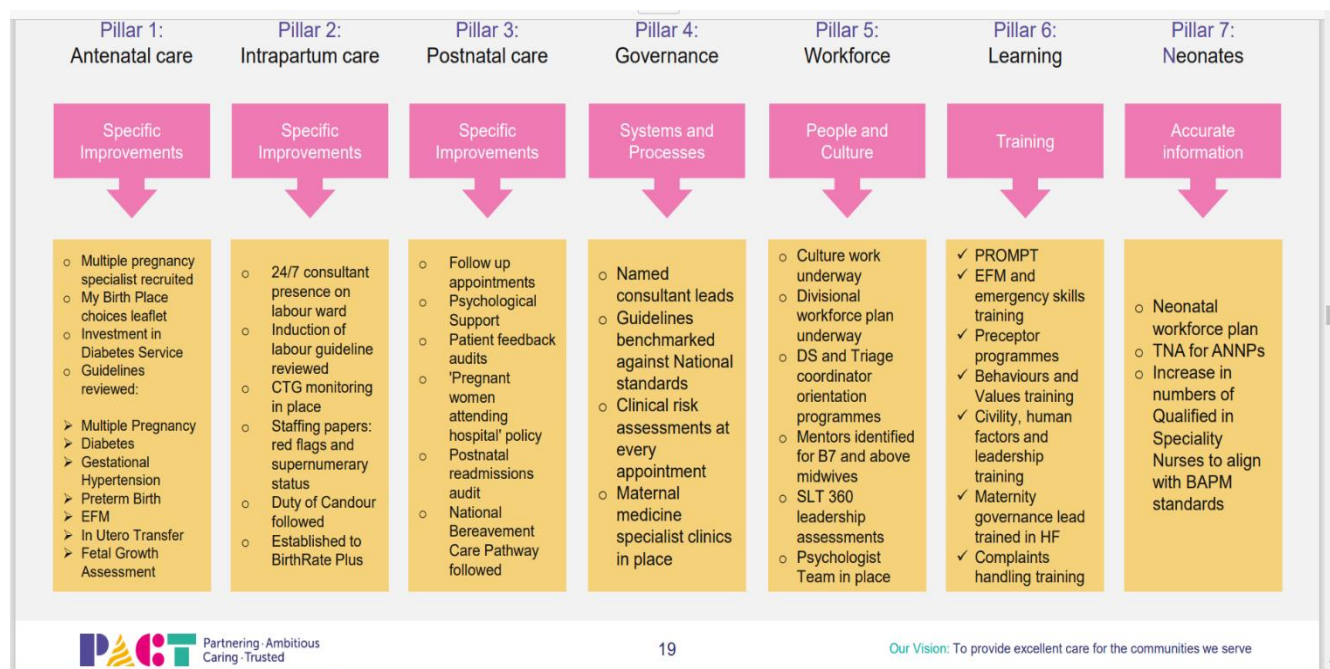 Pillar 1:
Antenatal care
Specific
Improvements
o Multiple pregnancy
specialist recruited
o My Birth Place
choices leaflet
o Investment in
Diabetes Service
o Guidelines
reviewed:
➢ Multiple Pregnancy
➢ Diabetes
➢ Gestational
Hypertension
➢ Preterm Birth
➢ EFM
➢ In Utero Transfer
➢ Fetal Growth
Assessment
Pillar 2:
Intrapartum care
Specific
Improvements
o 24/7 consultant
presence on
labour ward
o Induction of
labour guideline
reviewed
o CTG monitoring
in place
o Staffing papers:
red flags and
supernumerary
status
o Duty of Candour
followed
o Established to
BirthRate Plus
Pillar 3:
Postnatal care
Specific
Improvements
o Follow up
appointments
o Psychological
Support
o Patient feedback
audits
o 'Pregnant
women
attending
hospital' policy
o Postnatal
readmissions
audit
o National
Bereavement
Care Pathway
followed
Pillar 4:
Governance
Systems and
Processes
o Named
consultant leads
o Guidelines
benchmarked
against National
standards
o Clinical risk
assessments at
every
appointment
o Maternal
medicine
specialist clinics
in place
Pillar 5:
Workforce
People and
Culture
o Culture work
underway
o Divisional
workforce plan
underway
o DS and Triage
coordinator
orientation
programmes
o Mentors identified
for B7 and above
midwives
o SLT 360
leadership
assessments
o Psychologist
Team in place
Pillar 6:
Learning
Training
✓ PROMPT
✓ EFM and
emergency skills
training
✓ Preceptor
programmes
✓ Behaviours and
Values training
✓ Civility, human
factors and
leadership
training
✓ Maternity
governance lead
trained in HF
✓ Complaints
handling training
Pillar 7:
Neonates
Accurate
information
o Neonatal
workforce plan
o TNA for ANNPs
o Increase in
numbers of
Qualified in
Speciality
Nurses to align
with BAPM
standards
PACT
Partnering · Ambitious
Caring · Trusted
19
Our Vision: To provide excellent care for the communities we serve